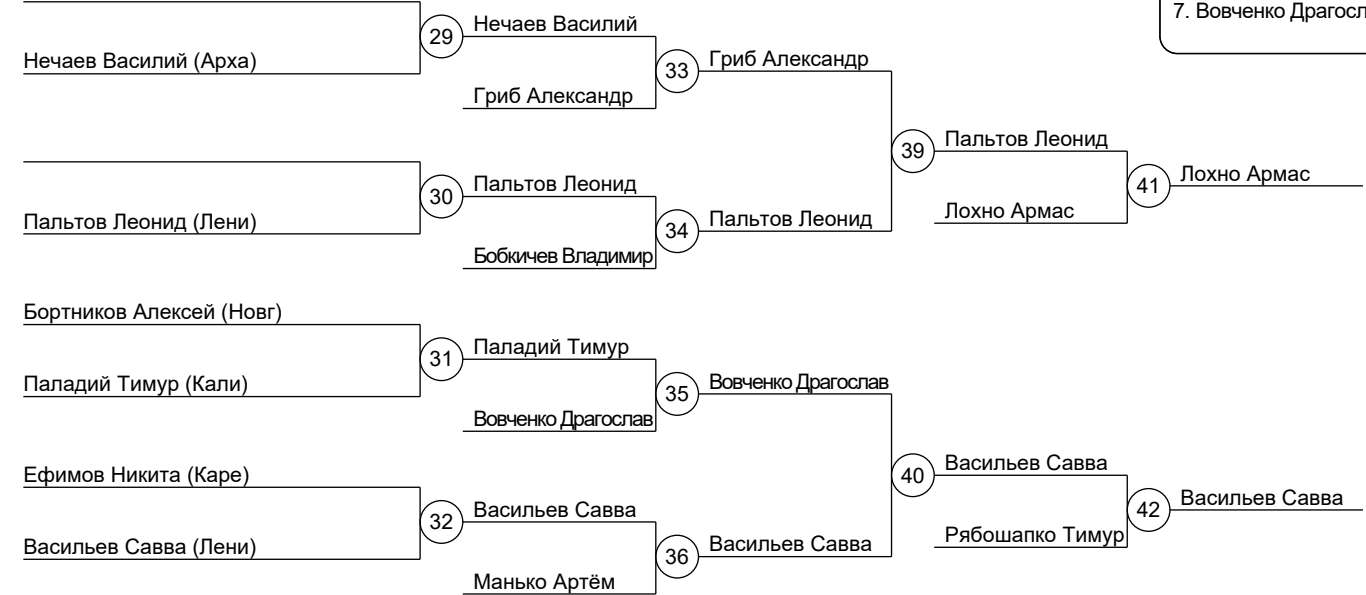 7. Вовченко Драгосл
29
Нечаев Василий
Нечаев Василий (Арха)
33
Гриб Александр
Гриб Александр
39
Пальтов Леонид
30
Пальтов Леонид
41
Лохно Армас
Пальтов Леонид (Лени)
34
Пальтов Леонид
Лохно Армас
Бобкичев Владимир
Бортников Алексей (Новг)
31
Паладий Тимур
Паладий Тимур (Кали)
35
Вовченко Драгослав
Вовченко Драгослав
Ефимов Никита (Каре)
40
Васильев Савва
32
Васильев Савва
42
Васильев Савва
Васильев Савва (Лени)
36
Васильев Савва
Рябошапко Тимур
Манько Артём